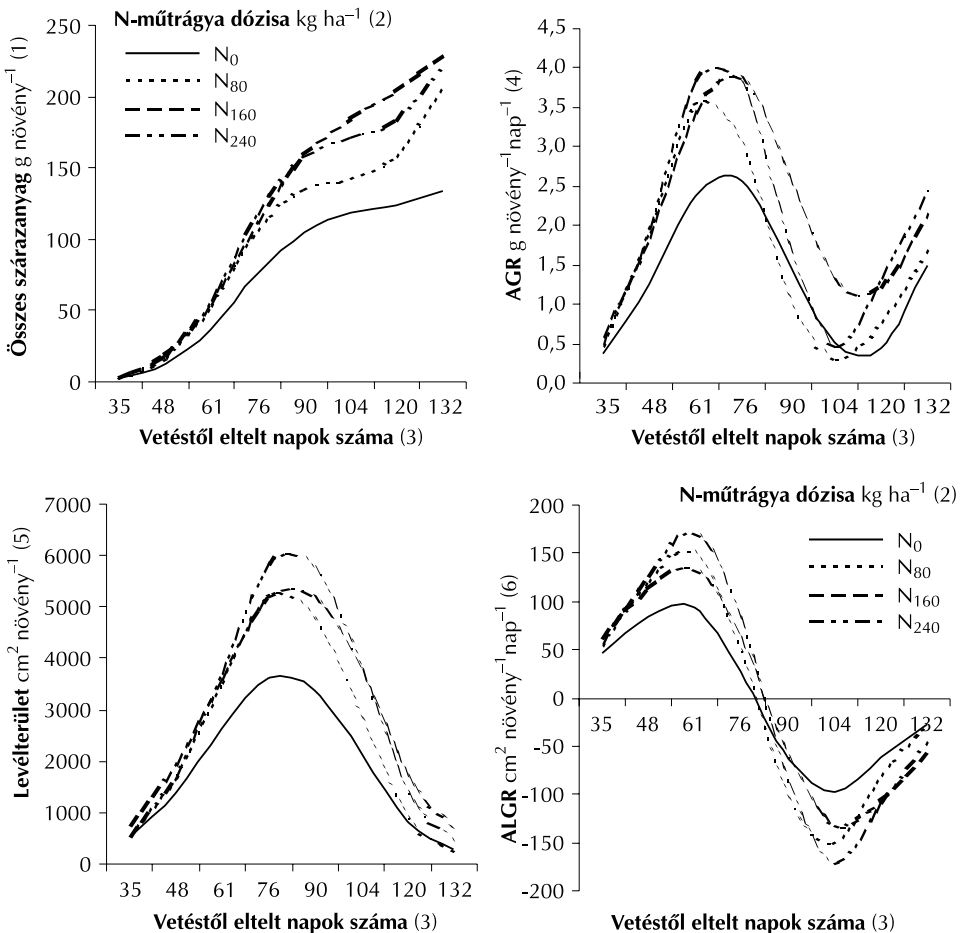 N-műtrágya dózisa kg ha⁻¹ (2)
N₀
N₈₀
N₁₆₀
N₂₄₀
Összes szárazanyag g növény⁻¹ (1)
250
200
150
100
50
0
35 48 61 76 90 104 120 132
Vetéstől eltelt napok száma (3)
AGR g növény⁻¹nap⁻¹ (4)
4,5
4,0
3,5
3,0
2,5
2,0
1,5
1,0
0,5
0,0
35 48 61 76 90 104 132
Vetéstől eltelt napok száma (3)
Levélterület cm² növény⁻¹ (5)
7000
6000
5000
4000
3000
2000
1000
0
35 48 61 76 90 104 120 132
Vetéstől eltelt napok száma (3)
N-műtrágya dózisa kg ha⁻¹ (2)
N₀
N₈₀
N₁₆₀
N₂₄₀
ALGR cm² növény⁻¹nap⁻¹ (6)
200
150
100
50
0
-50
-100
-150
-200
35 48 61 76 90 104 120 132
Vetéstől eltelt napok száma (3)